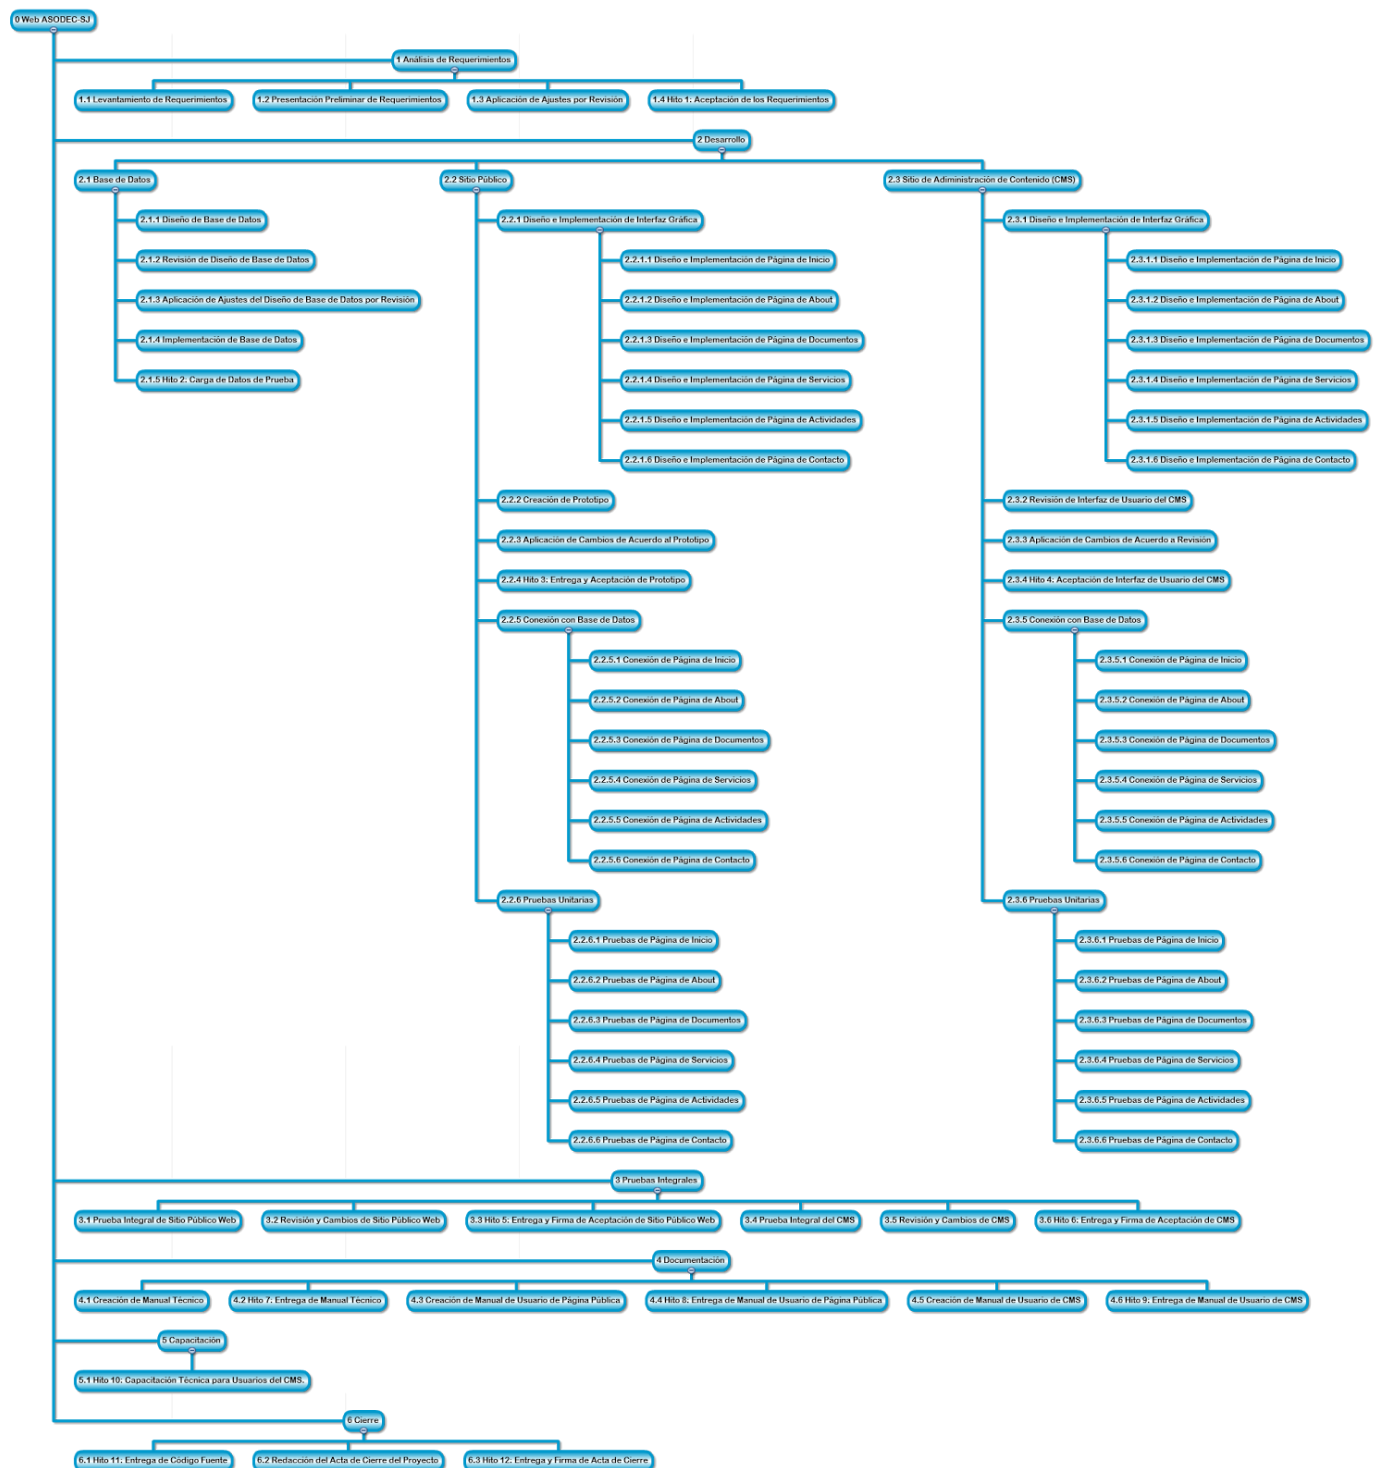 0 Web ASODEC-SJ
1 Análisis de Requerimientos
1.1 Levantamiento de Requerimientos
1.2 Presentación Preliminar de Requerimientos
1.3 Aplicación de Ajustes por Revisión
1.4 Hito 1: Aceptación de los Requerimientos
2 Desarrollo
2.1 Base de Datos
2.1.1 Diseño de Base de Datos
2.1.2 Revisión de Diseño de Base de Datos
2.1.3 Aplicación de Ajustes del Diseño de Base de Datos por Revisión
2.1.4 Implementación de Base de Datos
2.1.5 Hito 2: Carga de Datos de Prueba
2.2 Sitio Público
2.2.1 Diseño e Implementación de Interfaz Gráfica
2.2.1.1 Diseño e Implementación de Página de Inicio
2.2.1.2 Diseño e Implementación de Página de About
2.2.1.3 Diseño e Implementación de Página de Documentos
2.2.1.4 Diseño e Implementación de Página de Servicios
2.2.1.5 Diseño e Implementación de Página de Actividades
2.2.1.6 Diseño e Implementación de Página de Contacto
2.2.2 Creación de Prototipo
2.2.3 Aplicación de Cambios de Acuerdo al Prototipo
2.2.4 Hito 3: Entrega y Aceptación de Prototipo
2.2.5 Conexión con Base de Datos
2.2.5.1 Conexión de Página de Inicio
2.2.5.2 Conexión de Página de About
2.2.5.3 Conexión de Página de Documentos
2.2.5.4 Conexión de Página de Servicios
2.2.5.5 Conexión de Página de Actividades
2.2.5.6 Conexión de Página de Contacto
2.2.6 Pruebas Unitarias
2.2.6.1 Pruebas de Página de Inicio
2.2.6.2 Pruebas de Página de About
2.2.6.3 Pruebas de Página de Documentos
2.2.6.4 Pruebas de Página de Servicios
2.2.6.5 Pruebas de Página de Actividades
2.2.6.6 Pruebas de Página de Contacto
2.3 Sitio de Adiministración de Contenido (CMS)
2.3.1 Diseño e Implementación de Interfaz Gráfica
2.3.1.1 Diseño e Implementación de Página de Inicio
2.3.1.2 Diseño e Implementación de Página de About
2.3.1.3 Diseño e Implementación de Página de Documentos
2.3.1.4 Diseño e Implementación de Página de Servicios
2.3.1.5 Diseño e Implementación de Página de Actividades
2.3.1.6 Diseño e Implementación de Página de Contacto
2.3.2 Revisión de Interfaz de Usuario del CMS
2.3.3 Aplicación de Cambios de Acuerdo a Revisión
2.3.4 Hito 4: Aceptación de Interfaz de Usuario del CMS
2.3.5 Conexión con Base de Datos
2.3.5.1 Conexión de Página de Inicio
2.3.5.2 Conexión de Página de About
2.3.5.3 Conexión de Página de Documentos
2.3.5.4 Conexión de Página de Servicios
2.3.5.5 Conexión de Página de Actividades
2.3.5.6 Conexión de Página de Contacto
2.3.6 Pruebas Unitarias
2.3.6.1 Pruebas de Página de Inicio
2.3.6.2 Pruebas de Página de About
2.3.6.3 Pruebas de Página de Documentos
2.3.6.4 Pruebas de Página de Servicios
2.3.6.5 Pruebas de Página de Actividades
2.3.6.6 Pruebas de Página de Contacto
3 Pruebas Integrales
3.1 Prueba Integral de Sitio Público Web
3.2 Revisión y Cambios de Sitio Público Web
3.3 Hito 5: Entrega y Firma de Aceptación de Sitio Público Web
3.4 Prueba Integral del CMS
3.5 Revisión y Cambios de CMS
3.6 Hito 6: Entrega y Firma de Aceptación de CMS
4 Documentación
4.1 Creación de Manual Técnico
4.2 Hito 7: Entrega de Manual Técnico
4.3 Creación de Manual de Usuario de Página Pública
4.4 Hito 8: Entrega de Manual de Usuario de Página Pública
4.5 Creación de Manual de Usuario de CMS
4.6 Hito 9: Entrega de Manual de Usuario de CMS
5 Capacitación
5.1 Hito 10: Capacitación Técnica para Usuarios del CMS.
6 Cierre
6.1 Hito 11: Entrega de Código Fuente
6.2 Redacción del Acta de Cierre del Proyecto
6.3 Hito 12: Entrega y Firma de Acta de Cierre